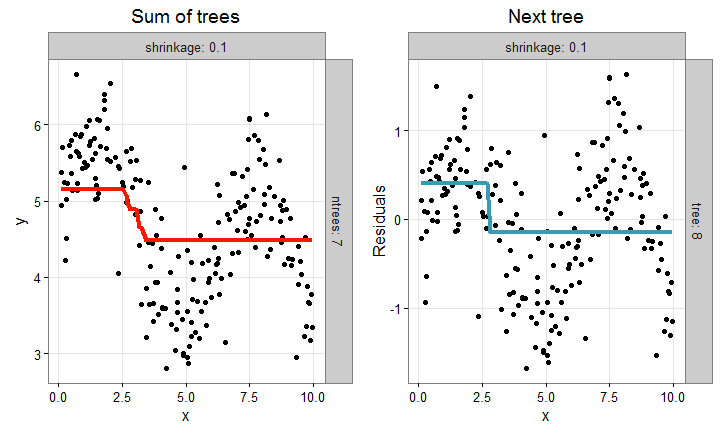 Sum of trees
shrinkage: 0.1
y
6
5
4
3
0.0 2.5 5.0 7.5 10.0
x
ntrees: 7
Next tree
shrinkage: 0.1
Residuals
1
0
-1
0.0 2.5 5.0 7.5 10.0
x
tree: 8